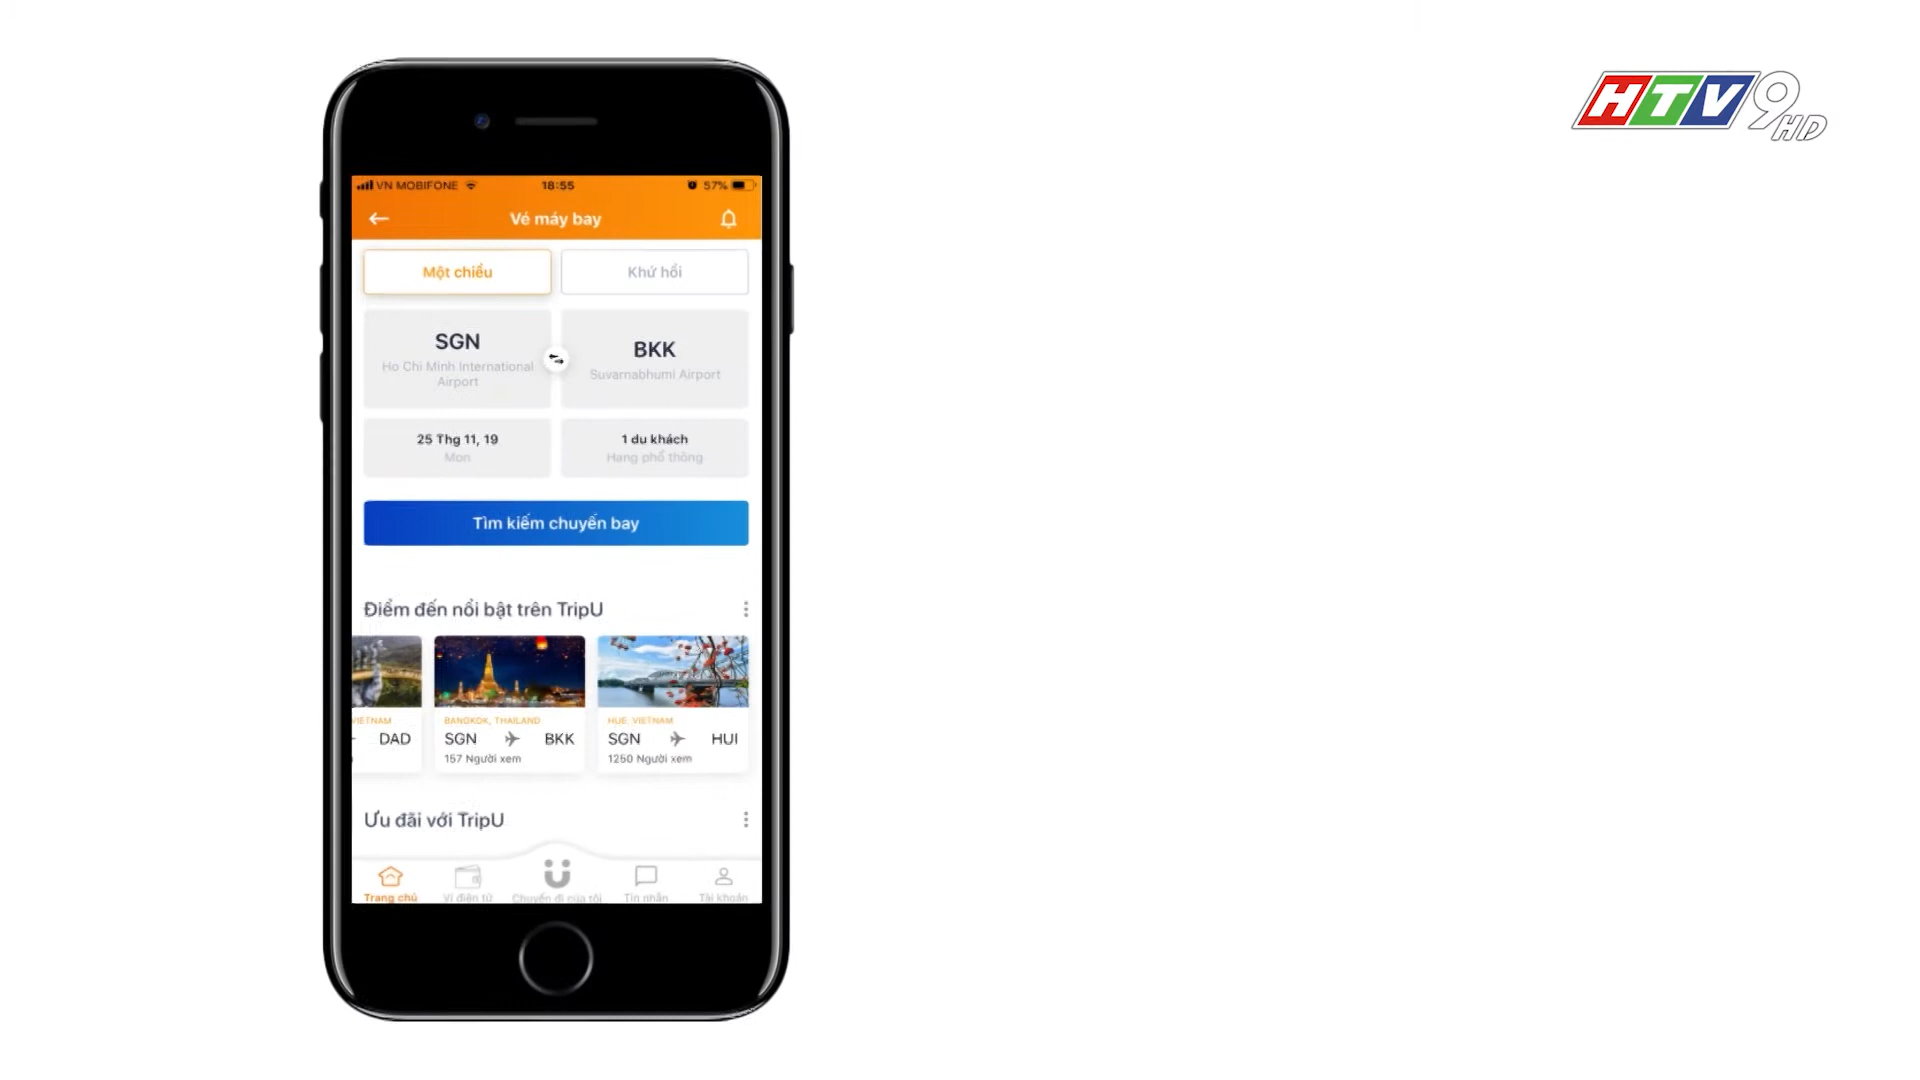 HTV9
HD
VN MOBIFONE 18:55 57%
Vé máy bay
Một chiều Khứ hồi
SGN
Ho Chi Minh International
Airport
BKK
Suvarnabhumi Airport
25 Thg 11, 19
Mon
1 du khách
Hạng phổ thông
Tìm kiếm chuyến bay
Điểm đến nổi bật trên TripU
VIETNAM
DAD
BANGKOK, THAILAND
SGN BKK
157 Người xem
HUE, VIETNAM
SGN HUI
1250 Người xem
Ưu đãi với TripU
Trang chủ Ví điện tử Chuyến đi của tôi Tin nhắn Tài khoản